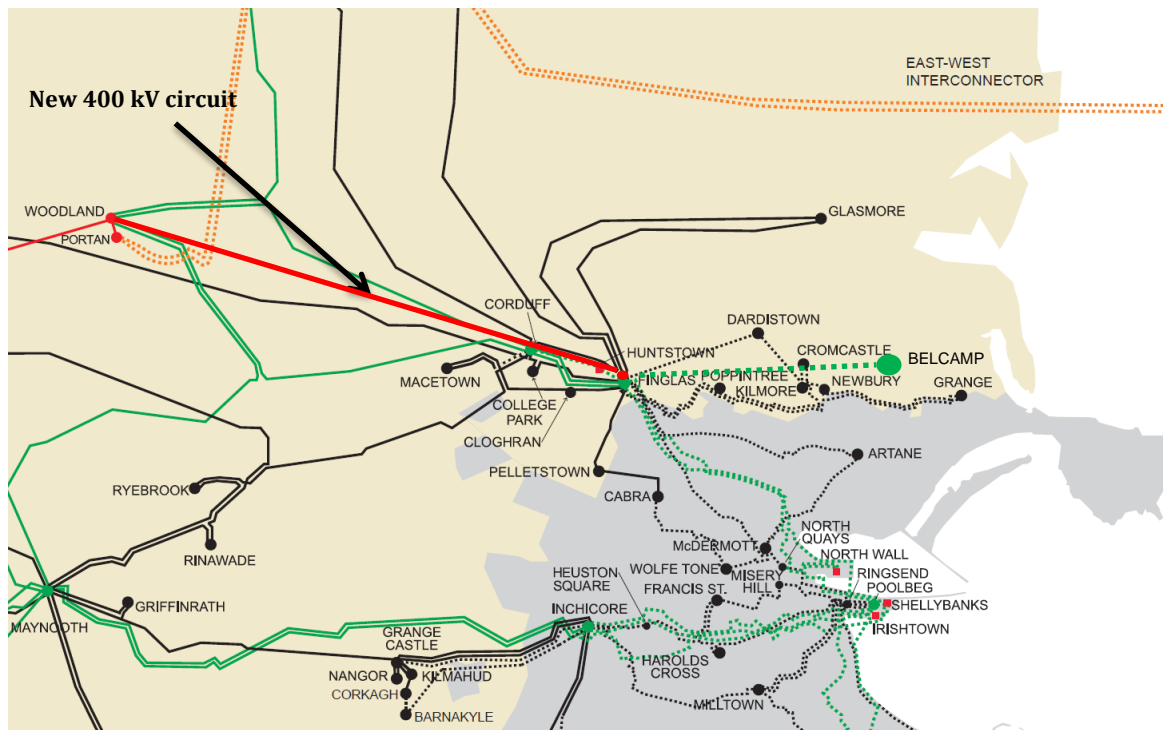 EAST-WEST
INTERCONNECTOR
New 400 kV circuit
WOODLAND
PORTAN
GLASMORE
CORDUFF
DARDISTOWN
HUNTSTOWN
CROMCASTLE
BELCAMP
MACETOWN
FINGLAS
POPPINTREE
KILMORE
NEWBURY
GRANGE
COLLEGE
PARK
CLOGHRAN
PELLETSTOWN
ARTANE
CABRA
RYEBROOK
RINAWADE
NORTH
QUAYS
McDERMOTT
NORTH WALL
WOLFE TONE
MISERY
HILL
RINGSEND
POOLBEG
HEUSTON
SQUARE
FRANCIS ST.
SHELLYBANKS
GRIFFINRATH
INCHICORE
IRISHTOWN
MAYNOOTH
GRANGE
CASTLE
HAROLDS
CROSS
NANGOR
KILMAHUD
CORKAGH
MILLTOWN
BARNAKYLE